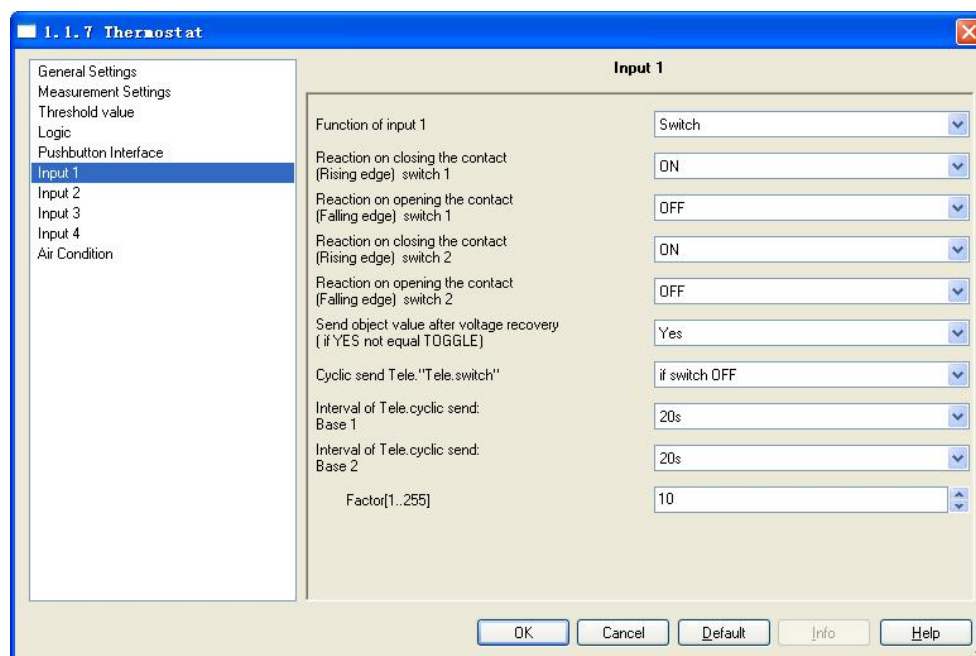 1.1.7 Thermostat
General Settings
Measurement Settings
Threshold value
Logic
Pushbutton Interface
Input 1
Input 2
Input 3
Input 4
Air Condition
Input 1
Function of input 1
Switch
Reaction on closing the contact
(Rising edge) switch 1
ON
Reaction on opening the contact
(Falling edge) switch 1
OFF
Reaction on closing the contact
(Rising edge) switch 2
ON
Reaction on opening the contact
(Falling edge) switch 2
OFF
Send object value after voltage recovery
( if YES not equal TOGGLE)
Yes
Cyclic send Tele."Tele.switch"
if switch OFF
Interval of Tele.cyclic send:
Base 1
20s
Interval of Tele.cyclic send:
Base 2
20s
Factor[1..255]
10
OK
Cancel
Default
Info
Help